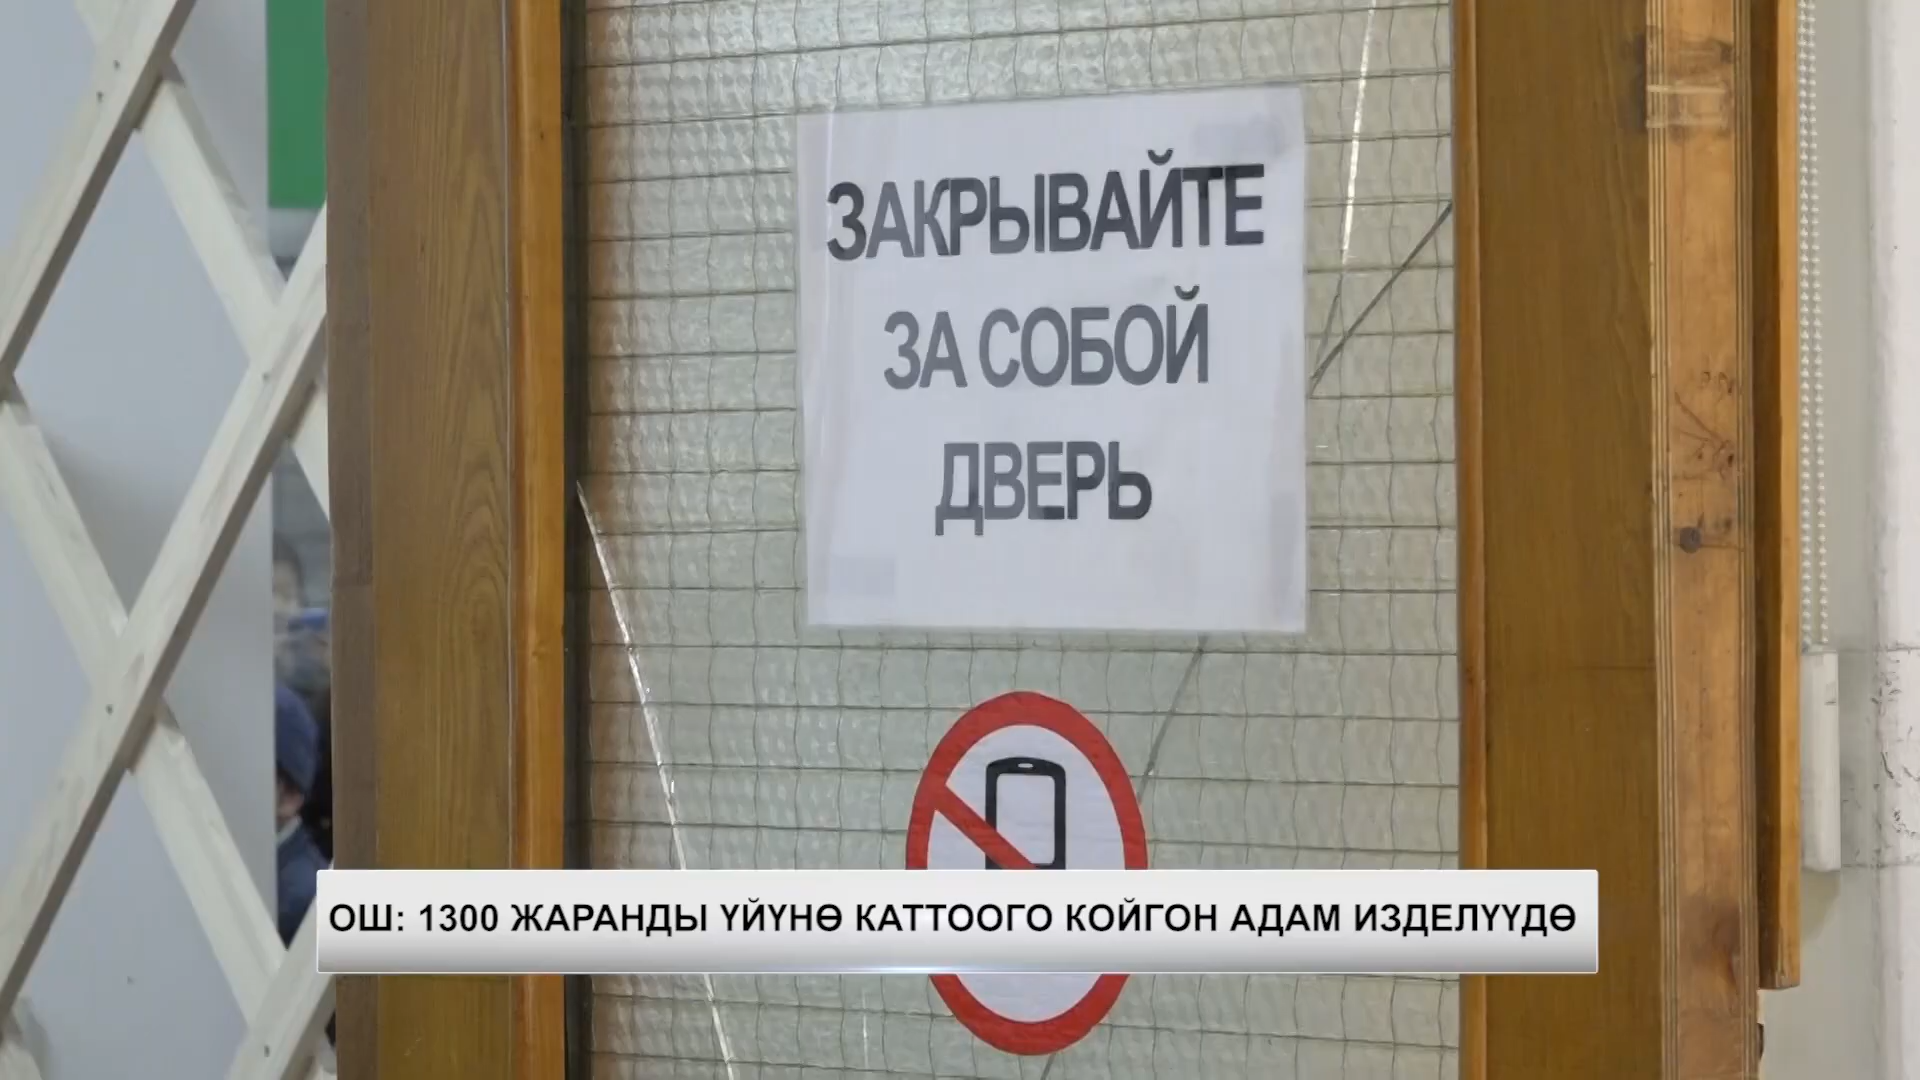 ЗАКРЫВАЙТЕ
ЗА СОБОЙ
ДВЕРЬ
ОШ: 1300 ЖАРАНДЫ ҮЙҮНӨ КАТТООГО КОЙГОН АДАМ ИЗДЕЛҮҮДӨ